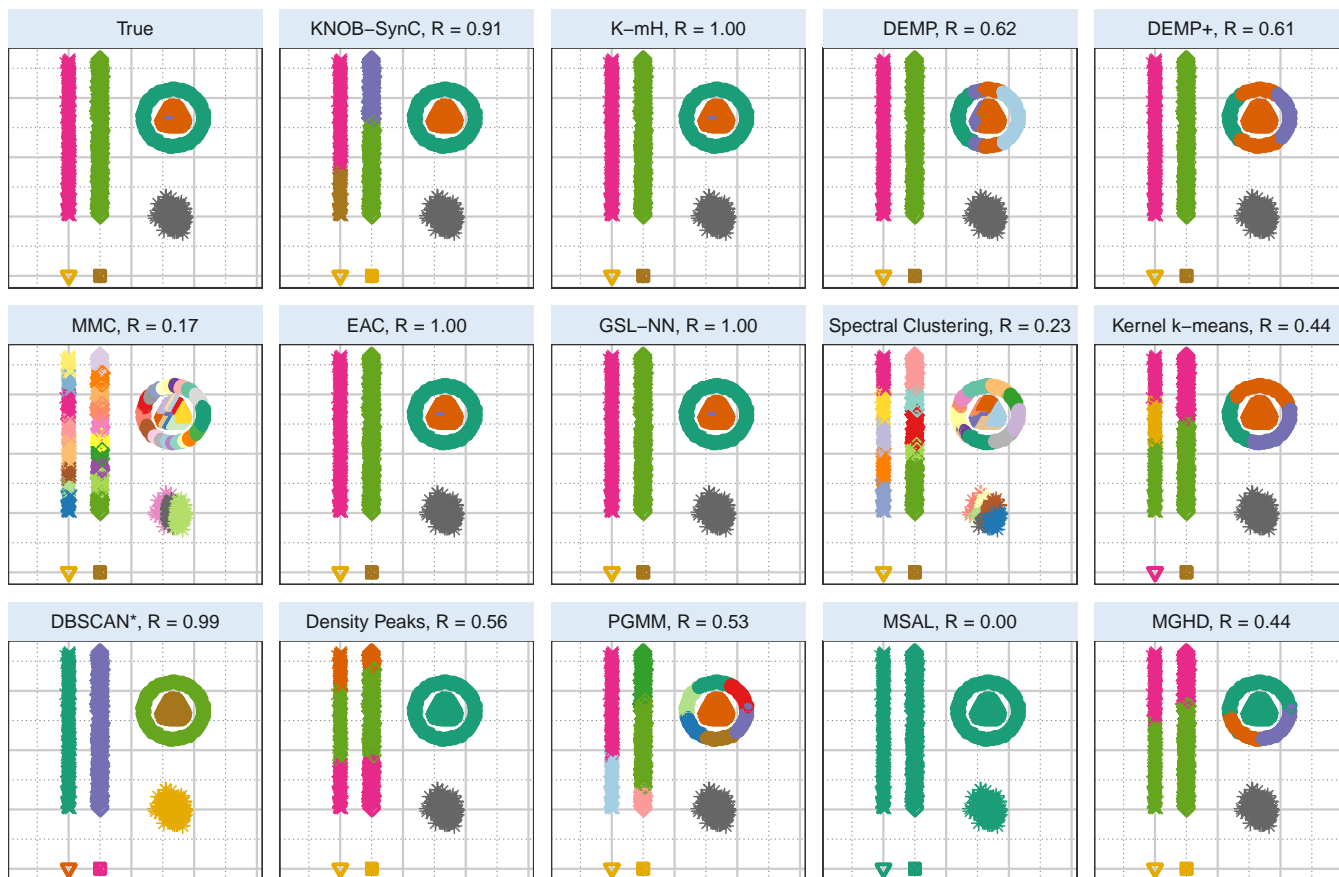 True
KNOB−SynC, R = 0.91
K−mH, R = 1.00
DEMP, R = 0.62
DEMP+, R = 0.61
MMC, R = 0.17
EAC, R = 1.00
GSL−NN, R = 1.00
Spectral Clustering, R = 0.23
Kernel k−means, R = 0.44
DBSCAN*, R = 0.99
Density Peaks, R = 0.56
PGMM, R = 0.53
MSAL, R = 0.00
MGHD, R = 0.44